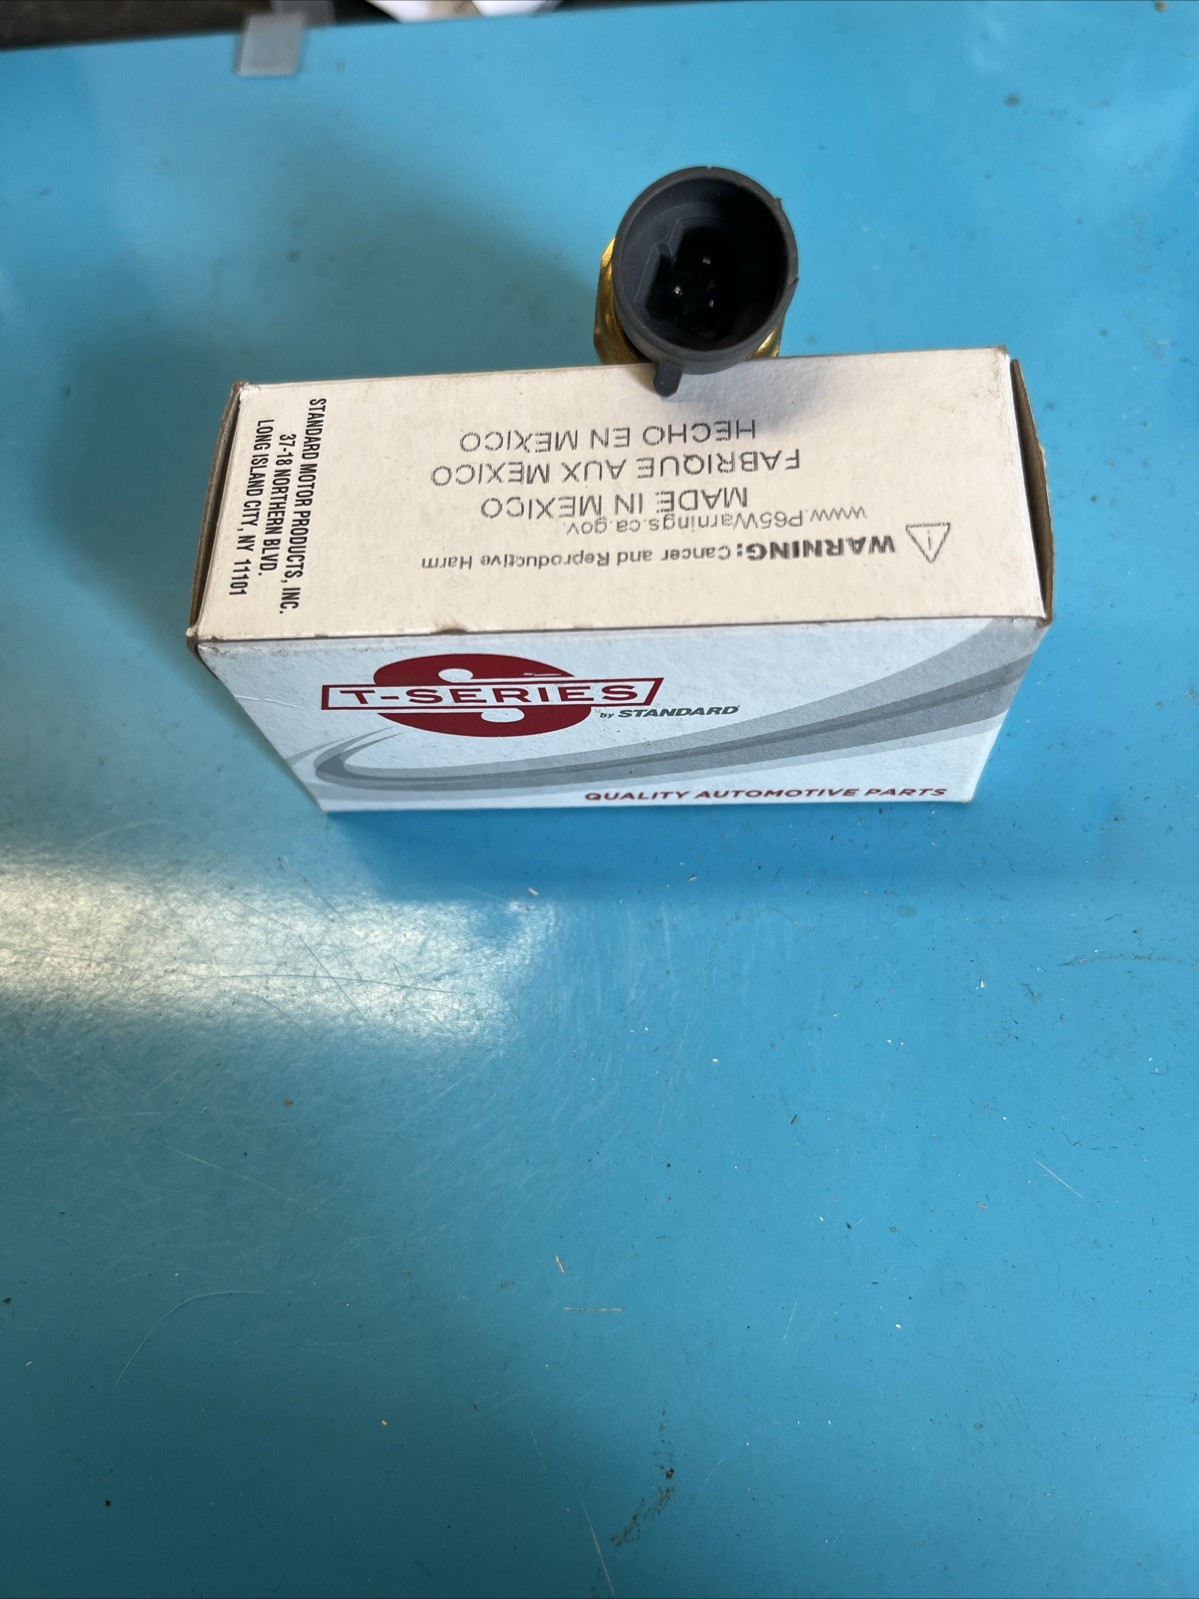 STANDARD MOTOR PRODUCTS, INC.
37-18 NORTHERN BLVD.
LONG ISLAND CITY, NY 11101
WARNING: Cancer and Reproductive Harm
www.P65Warnings.ca.gov.
MADE IN MEXICO
FABRIQUE AUX MEXICO
HECHO EN MEXICO
T-SERIES
by STANDARD
QUALITY AUTOMOTIVE PARTS